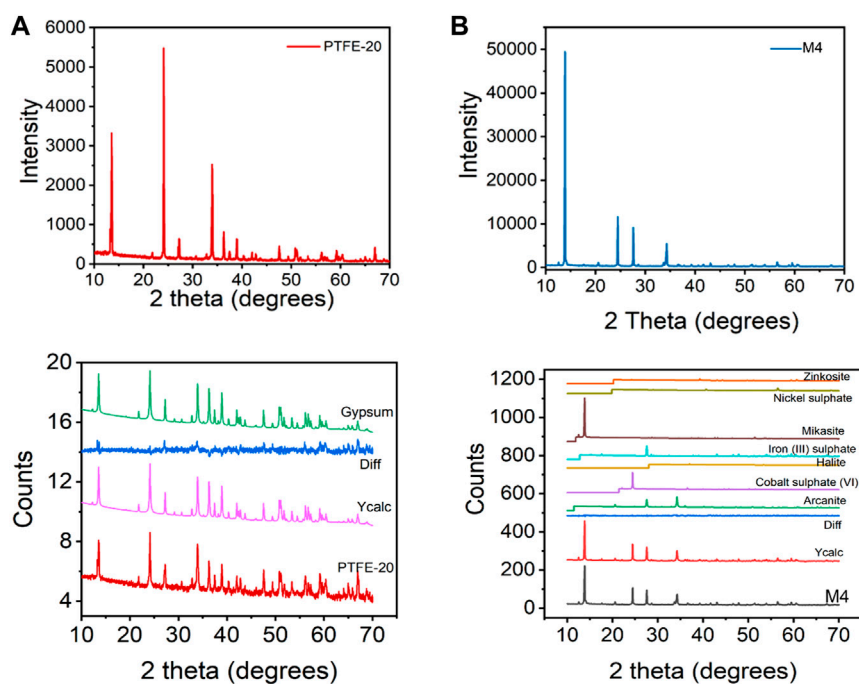 A
PTFE-20
6000
5000
4000
3000
2000
1000
0
Intensity
10 20 30 40 50 60 70
2 theta (degrees)
B
M4
50000
40000
30000
20000
10000
0
Intensity
10 20 30 40 50 60 70
2 Theta (degrees)
20
16
12
8
4
Counts
Gypsum
Diff
Ycalc
PTFE-20
10 20 30 40 50 60 70
2 theta (degrees)
1200
1000
800
600
400
200
0
Counts
Zinkosite
Nickel sulphate
Mikasite
Iron (III) sulphate
Halite
Cobalt sulphate (VI)
Arcanite
Diff
Ycalc
M4
10 20 30 40 50 60 70
2 theta (degrees)